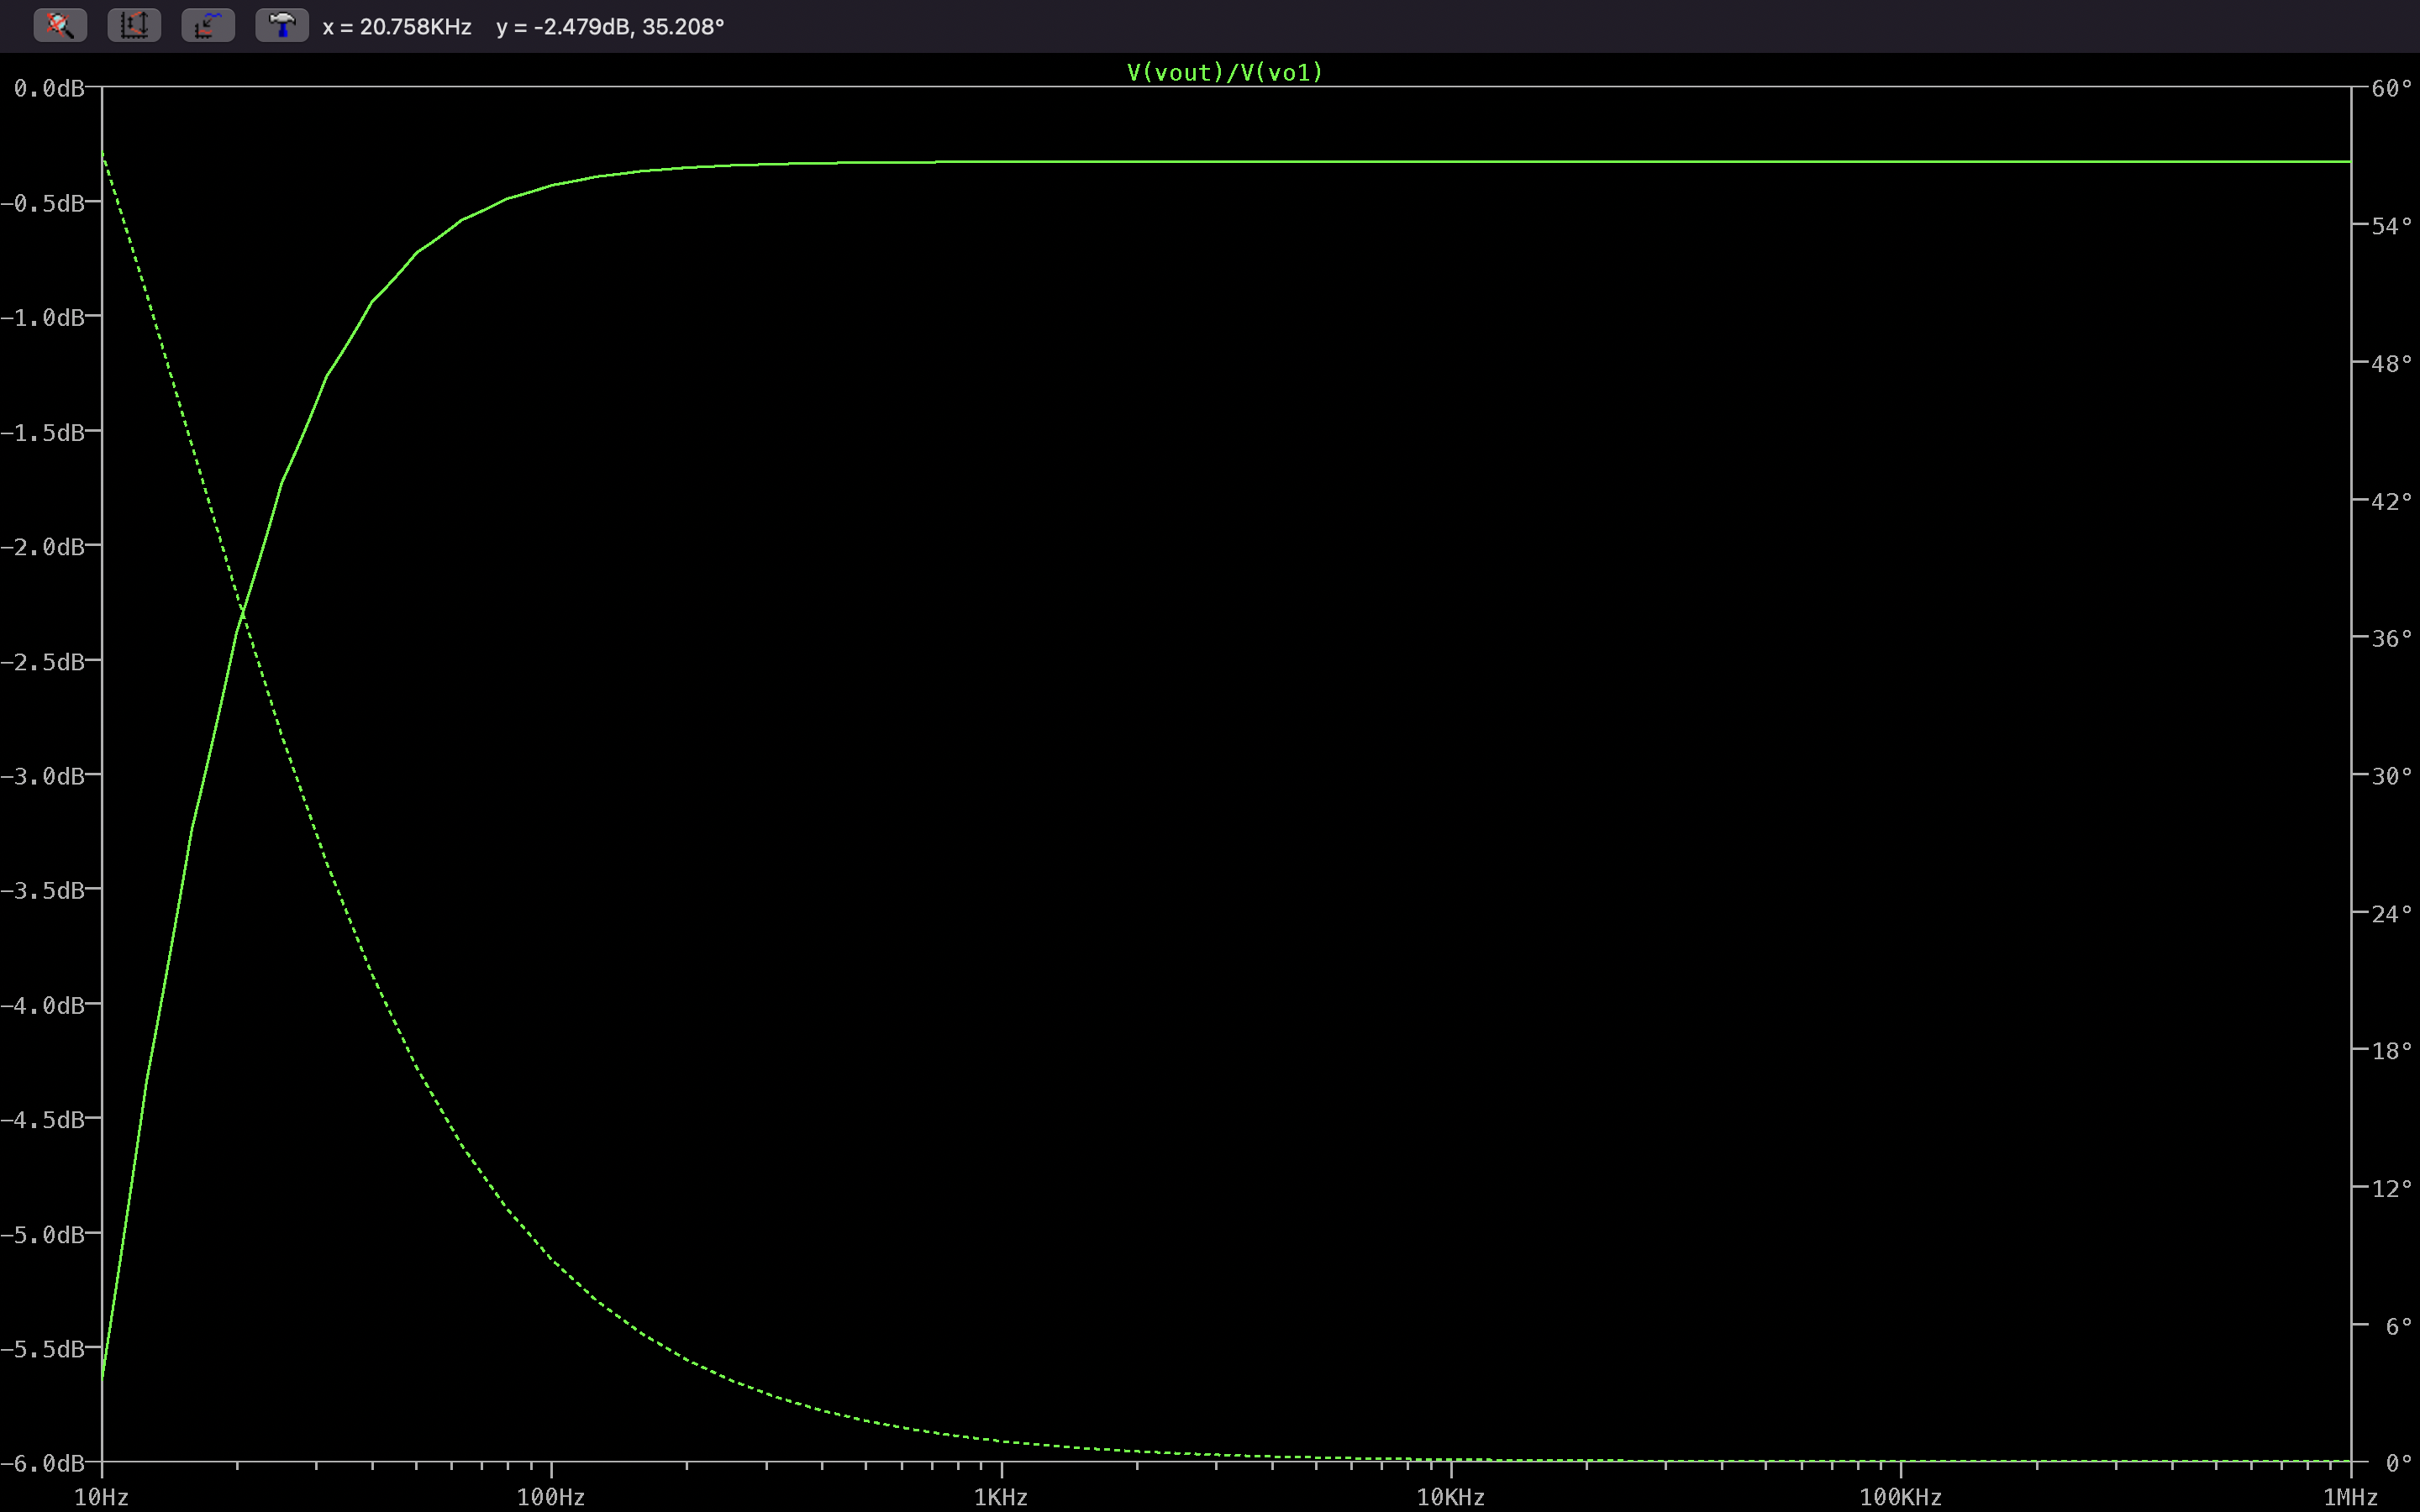 x = 20.758KHz y = -2.479dB, 35.208°
V(vout)/V(vo1)
0.0dB 60°
-0.5dB
54°
-1.0dB
48°
-1.5dB
42°
-2.0dB
-2.5dB 36°
-3.0dB 30°
-3.5dB
24°
-4.0dB
18°
-4.5dB
12°
-5.0dB
6°
-5.5dB
-6.0dB 0°
10Hz 100Hz 1KHz 10KHz 100KHz 1MHz